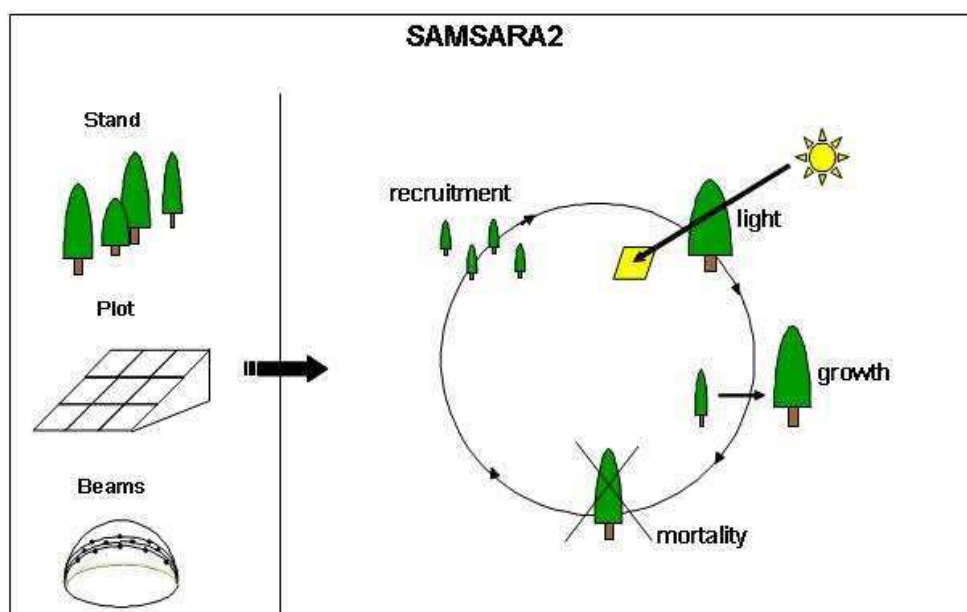 SAMSARA2
Stand
Plot
Beams
recruitment
light
growth
mortality